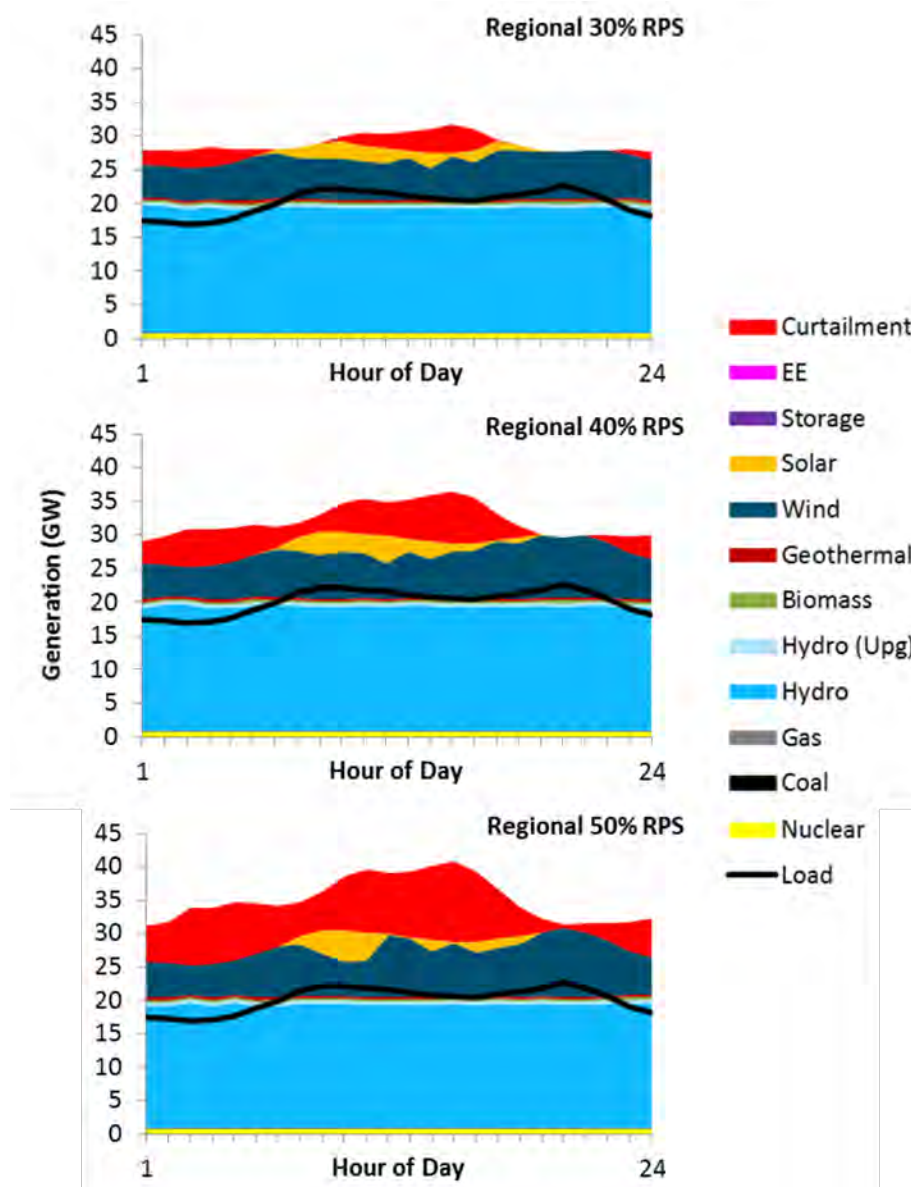 Regional 30% RPS
45
40
35
30
25
20
15
10
5
0
1
Hour of Day
24
Regional 40% RPS
45
40
35
30
25
20
15
10
5
0
1
Hour of Day
24
Regional 50% RPS
45
40
35
30
25
20
15
10
5
0
1
Hour of Day
24
Generation (GW)
Curtailment
EE
Storage
Solar
Wind
Geothermal
Biomass
Hydro (Upg)
Hydro
Gas
Coal
Nuclear
Load